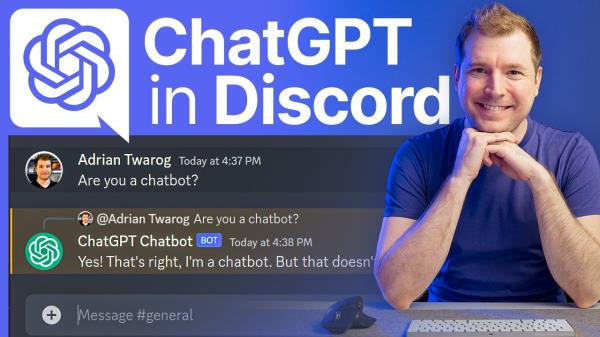 ChatGPT
in Discord
Adrian Twarog Today at 4:37 PM
Are you a chatbot?
@Adrian Twarog Are you a chatbot?
ChatGPT Chatbot BOT Today at 4:38 PM
Yes! That's right, I'm a chatbot. But that doesn'
Message #general